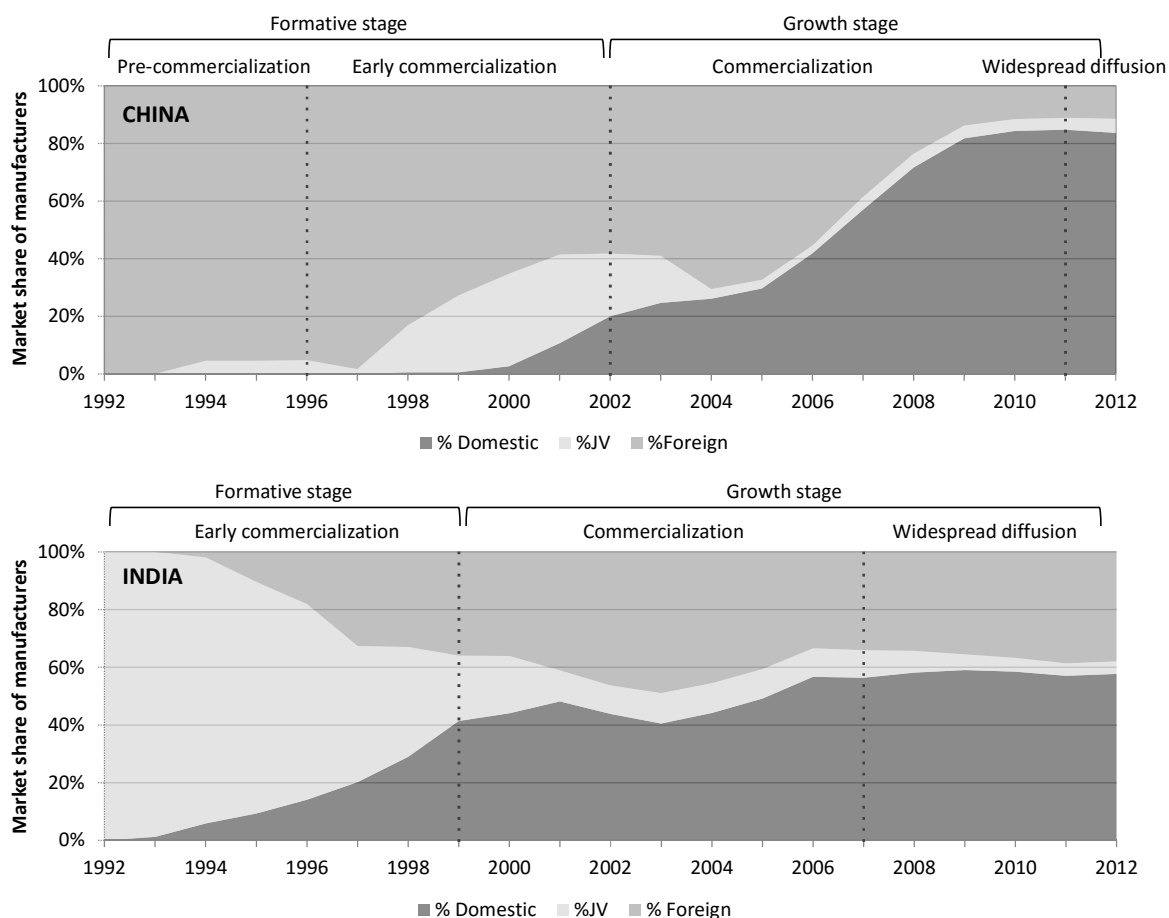 Formative stage Growth stage
Pre-commercialization Early commercialization Commercialization Widespread diffusion
Market share of manufacturers
100%
80%
60%
40%
20%
0%
CHINA
1992 1994 1996 1998 2000 2002 2004 2006 2008 2010 2012
% Domestic %JV %Foreign
Formative stage Growth stage
Early commercialization Commercialization Widespread diffusion
Market share of manufacturers
100%
80%
60%
40%
20%
0%
INDIA
1992 1994 1996 1998 2000 2002 2004 2006 2008 2010 2012
% Domestic %JV % Foreign